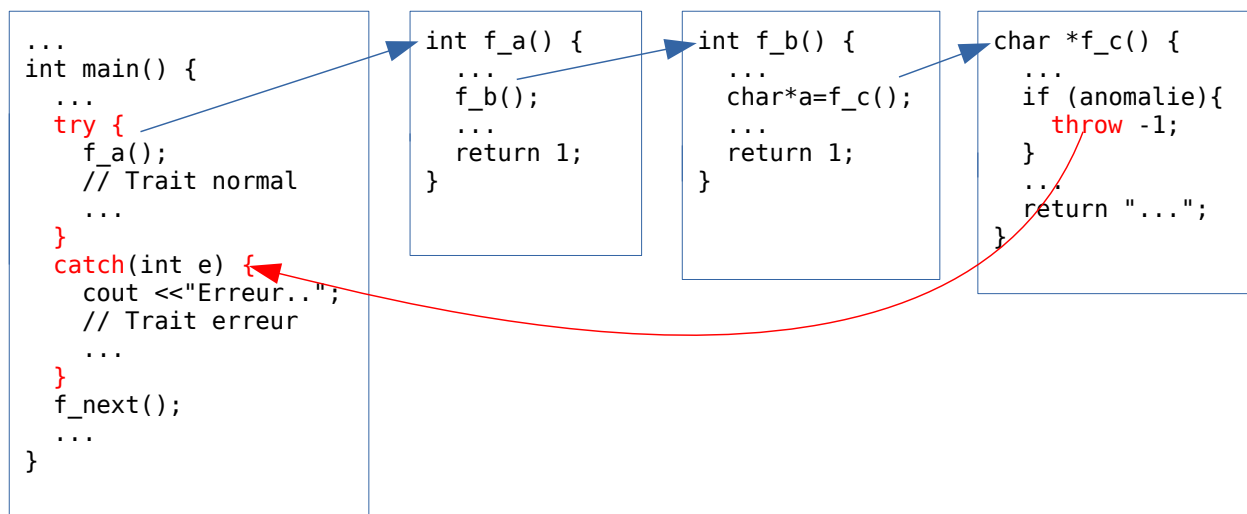 ...
int main() {
  ...
  try {
    f_a();
    // Trait normal
    ...
  }
  catch(int e) {
    cout <<"Erreur..";
    // Trait erreur
    ...
  }
  f_next();
  ...
}
int f_a() {
  ...
  f_b();
  ...
  return 1;
}
int f_b() {
  ...
  char*a=f_c();
  ...
  return 1;
}
char *f_c() {
  ...
  if (anomalie){
    throw -1;
  }
  ...
  return "...";
}